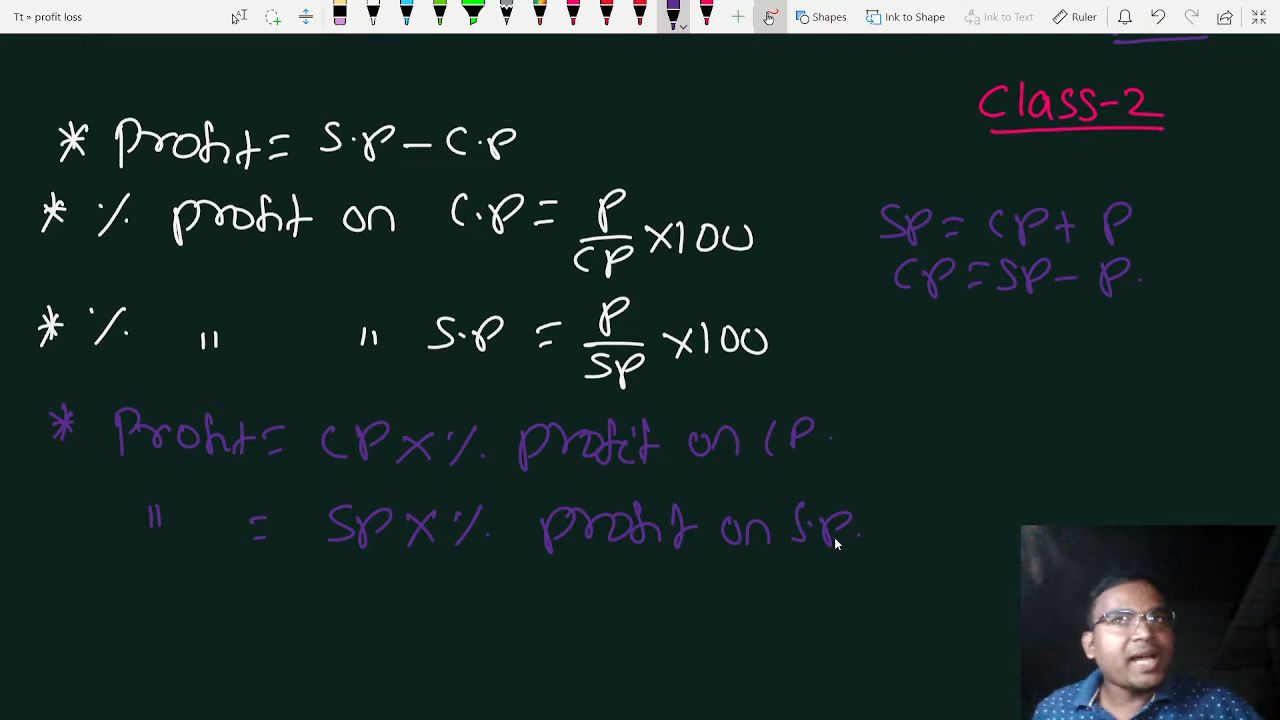 Tt » profit loss
Shapes
Ink to Shape
Ink to Text
Ruler
Class-2
* Profit = S.P - C.P
* % profit on C.P = P/CP × 100
SP = CP + P
CP = SP - P.
* % " " S.P = P/SP × 100
* Profit = CP × % profit on CP.
" = SP × % profit on S.P.